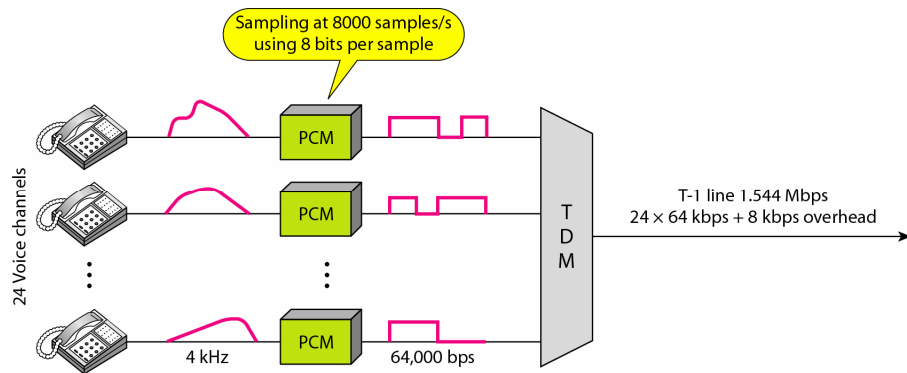 Sampling at 8000 samples/s
using 8 bits per sample
24 Voice channels
PCM
PCM
PCM
4 kHz
64,000 bps
T
D
M
T-1 line 1.544 Mbps
24 × 64 kbps + 8 kbps overhead